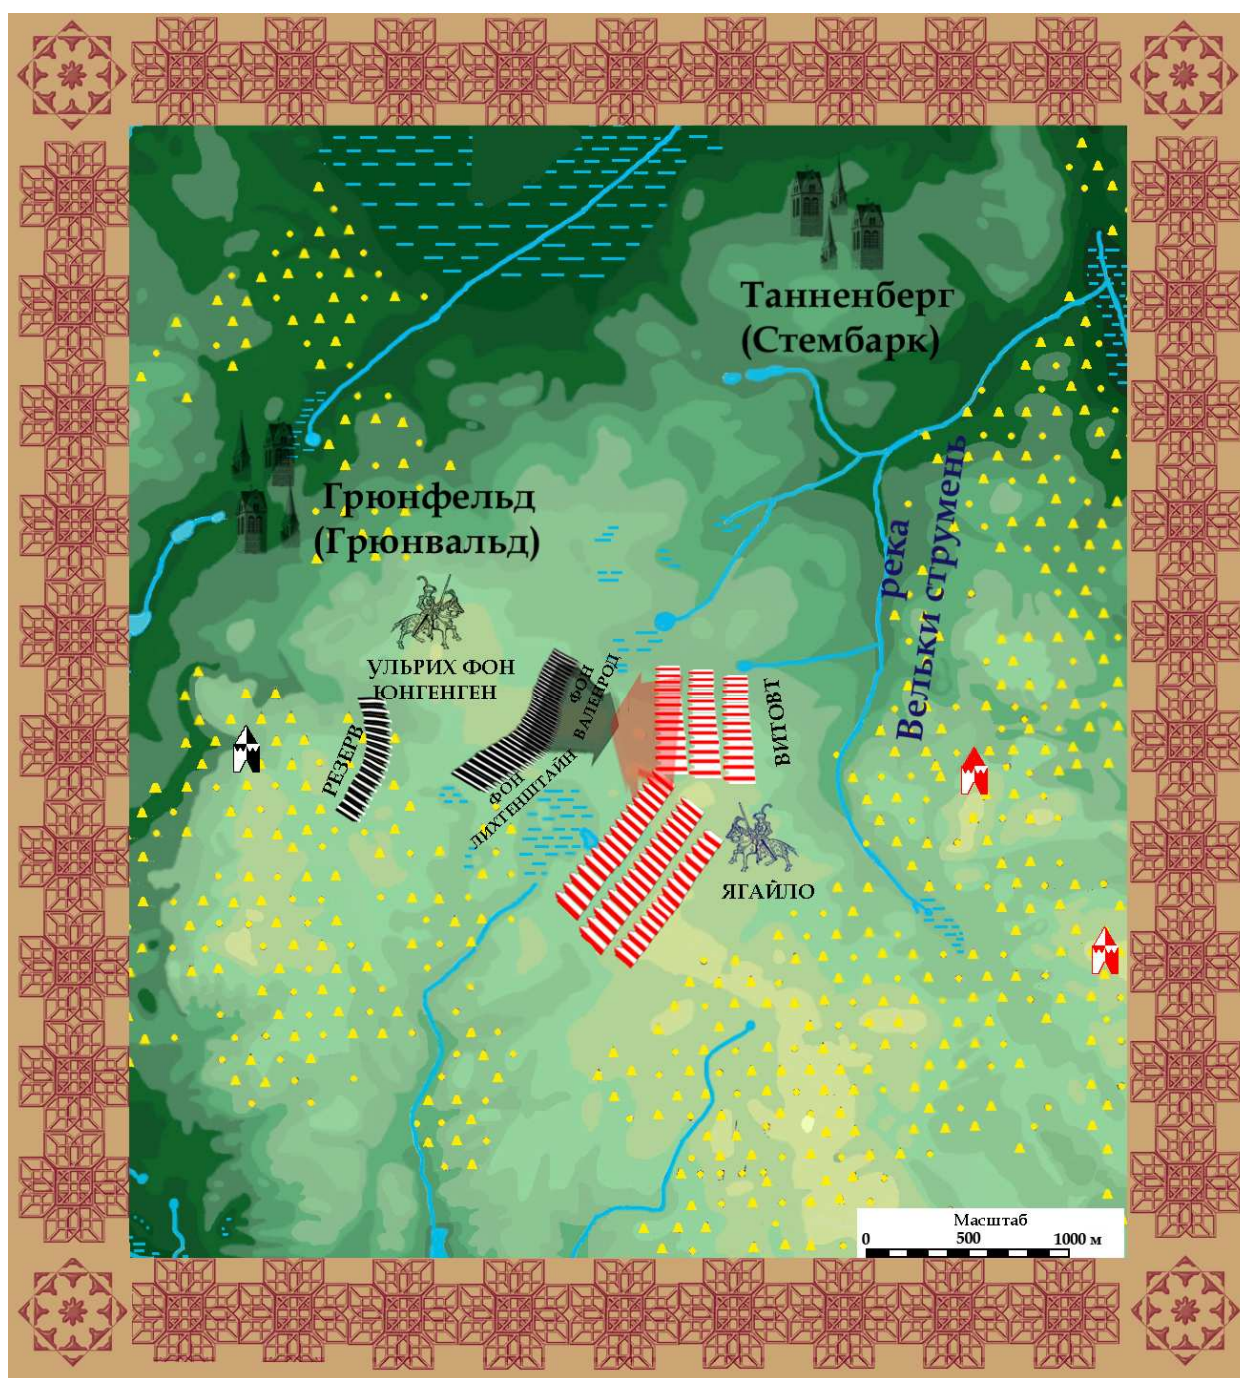 Танненберг
(Стембарк)
Грюнфельд
(Грюнвальд)
река
Вельки струмень
УЛЬРИХ ФОН
ЮНГЕНГЕН
РЕЗЕРВ
ФОН
ВАЛЕНРОД
ФОН
ЛИХТЕНШТАЙН
ВИТОВТ
ЯГАЙЛО
Масштаб
0 500 1000 м